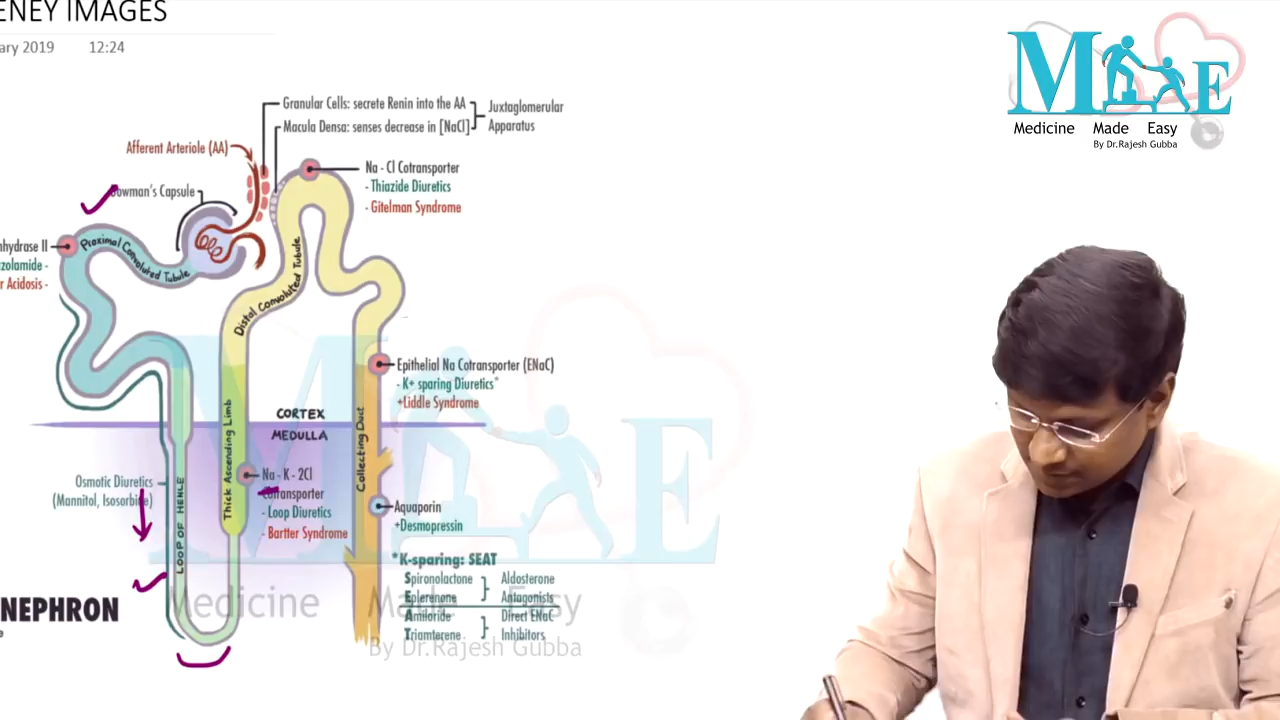 ENEY IMAGES
ary 2019 12:24
M E
Medicine Made Easy
By Dr.Rajesh Gubba
Granular Cells: secrete Renin into the AA
Macula Densa: senses decrease in [NaCl]
Juxtaglomerular
Apparatus
Afferent Arteriole (AA)
Bowman's Capsule
Na - Cl Cotransporter
- Thiazide Diuretics
- Gitelman Syndrome
nhydrase II
zolamide -
r Acidosis -
Proximal Convoluted Tubule
Distal Convoluted Tubule
Epithelial Na Cotransporter (ENaC)
- K+ sparing Diuretics*
+Liddle Syndrome
CORTEX
MEDULLA
Thick Ascending Limb
Collecting Duct
LOOP OF HENLE
Osmotic Diuretics
(Mannitol, Isosorbide)
Na - K - 2Cl
Cotransporter
- Loop Diuretics
- Bartter Syndrome
Aquaporin
+Desmopressin
*K-sparing: SEAT
Spironolactone
Eplerenone
Amiloride
Triamterene
Aldosterone
Antagonists
Direct ENaC
Inhibitors
NEPHRON
e
M E
Medicine Made Easy
By Dr.Rajesh Gubba